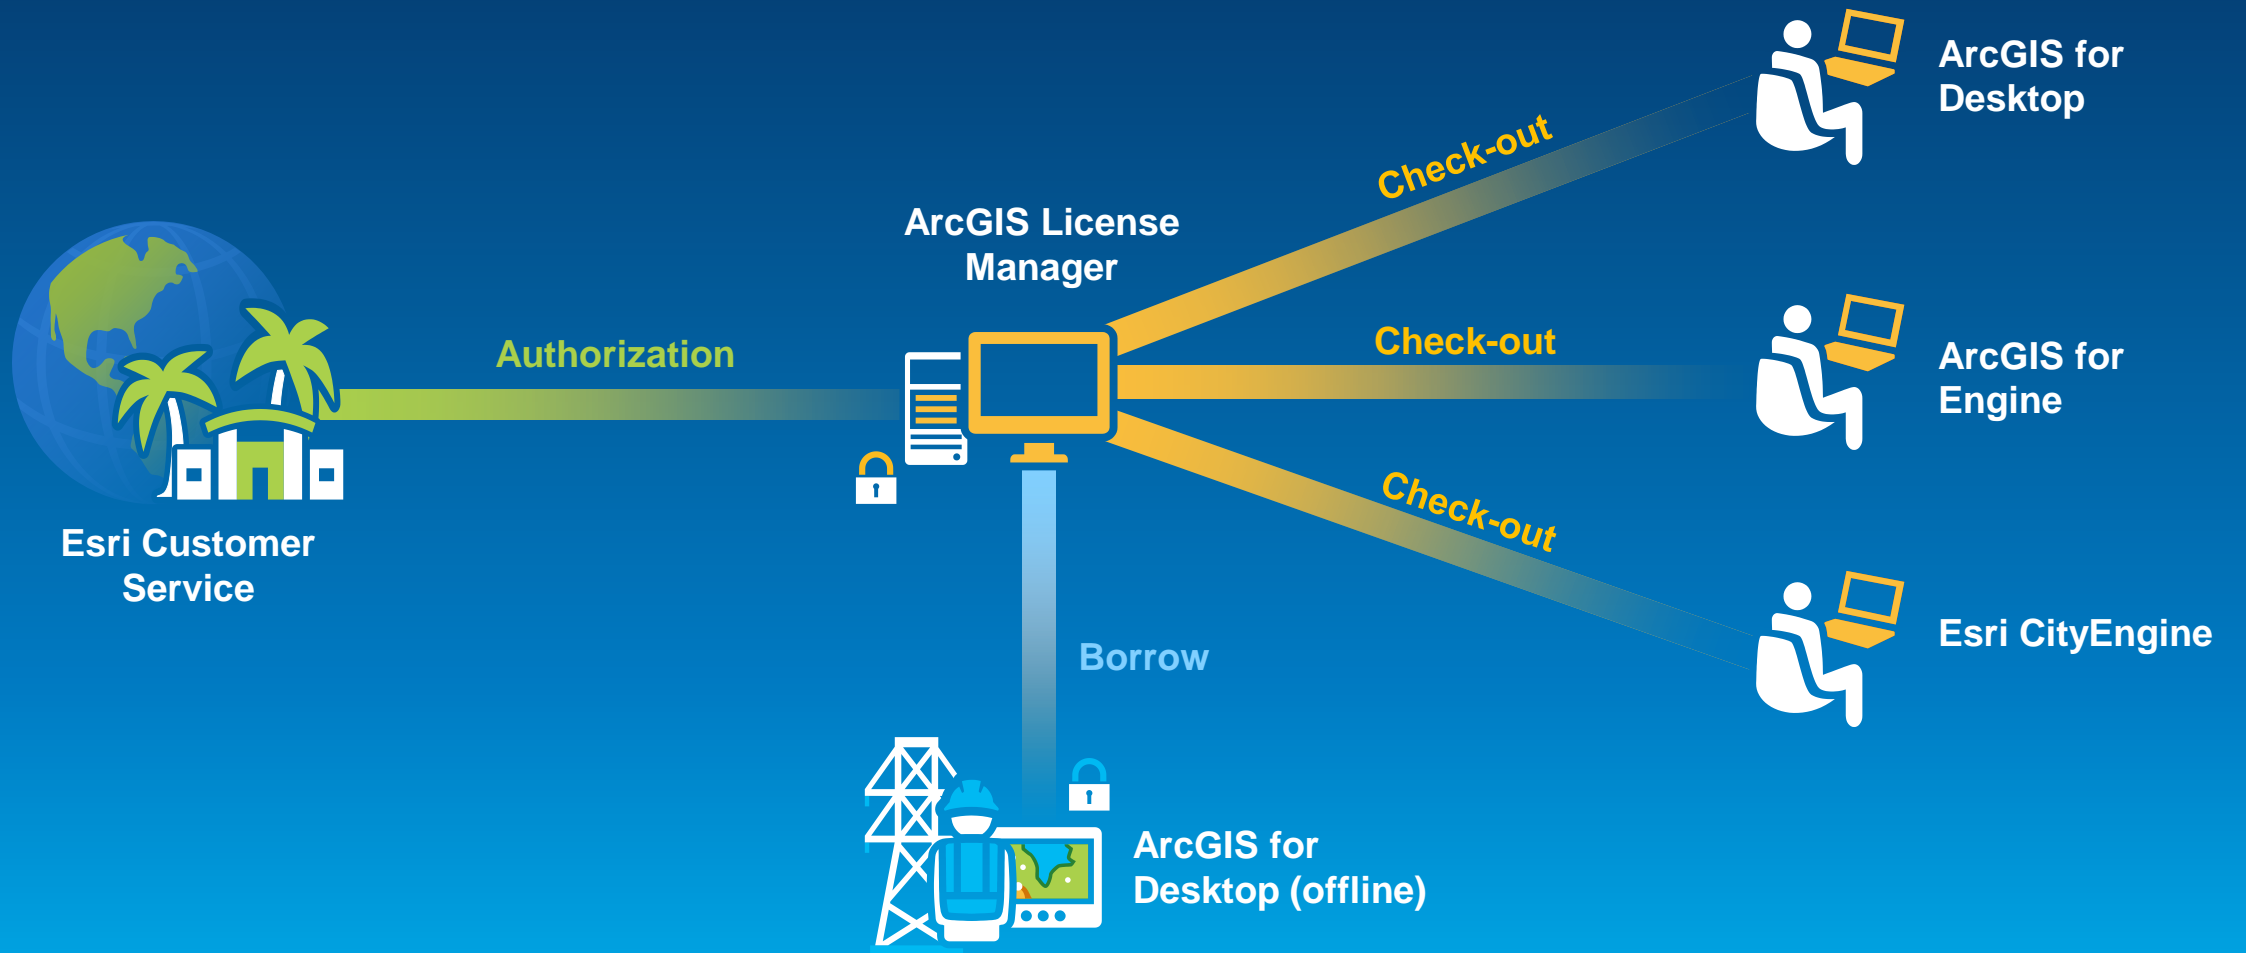 ArcGIS for
Desktop
Check-out
ArcGIS License
Manager
Authorization
Check-out
ArcGIS for
Engine
Check-out
Esri Customer
Service
Esri CityEngine
Borrow
ArcGIS for
Desktop (offline)